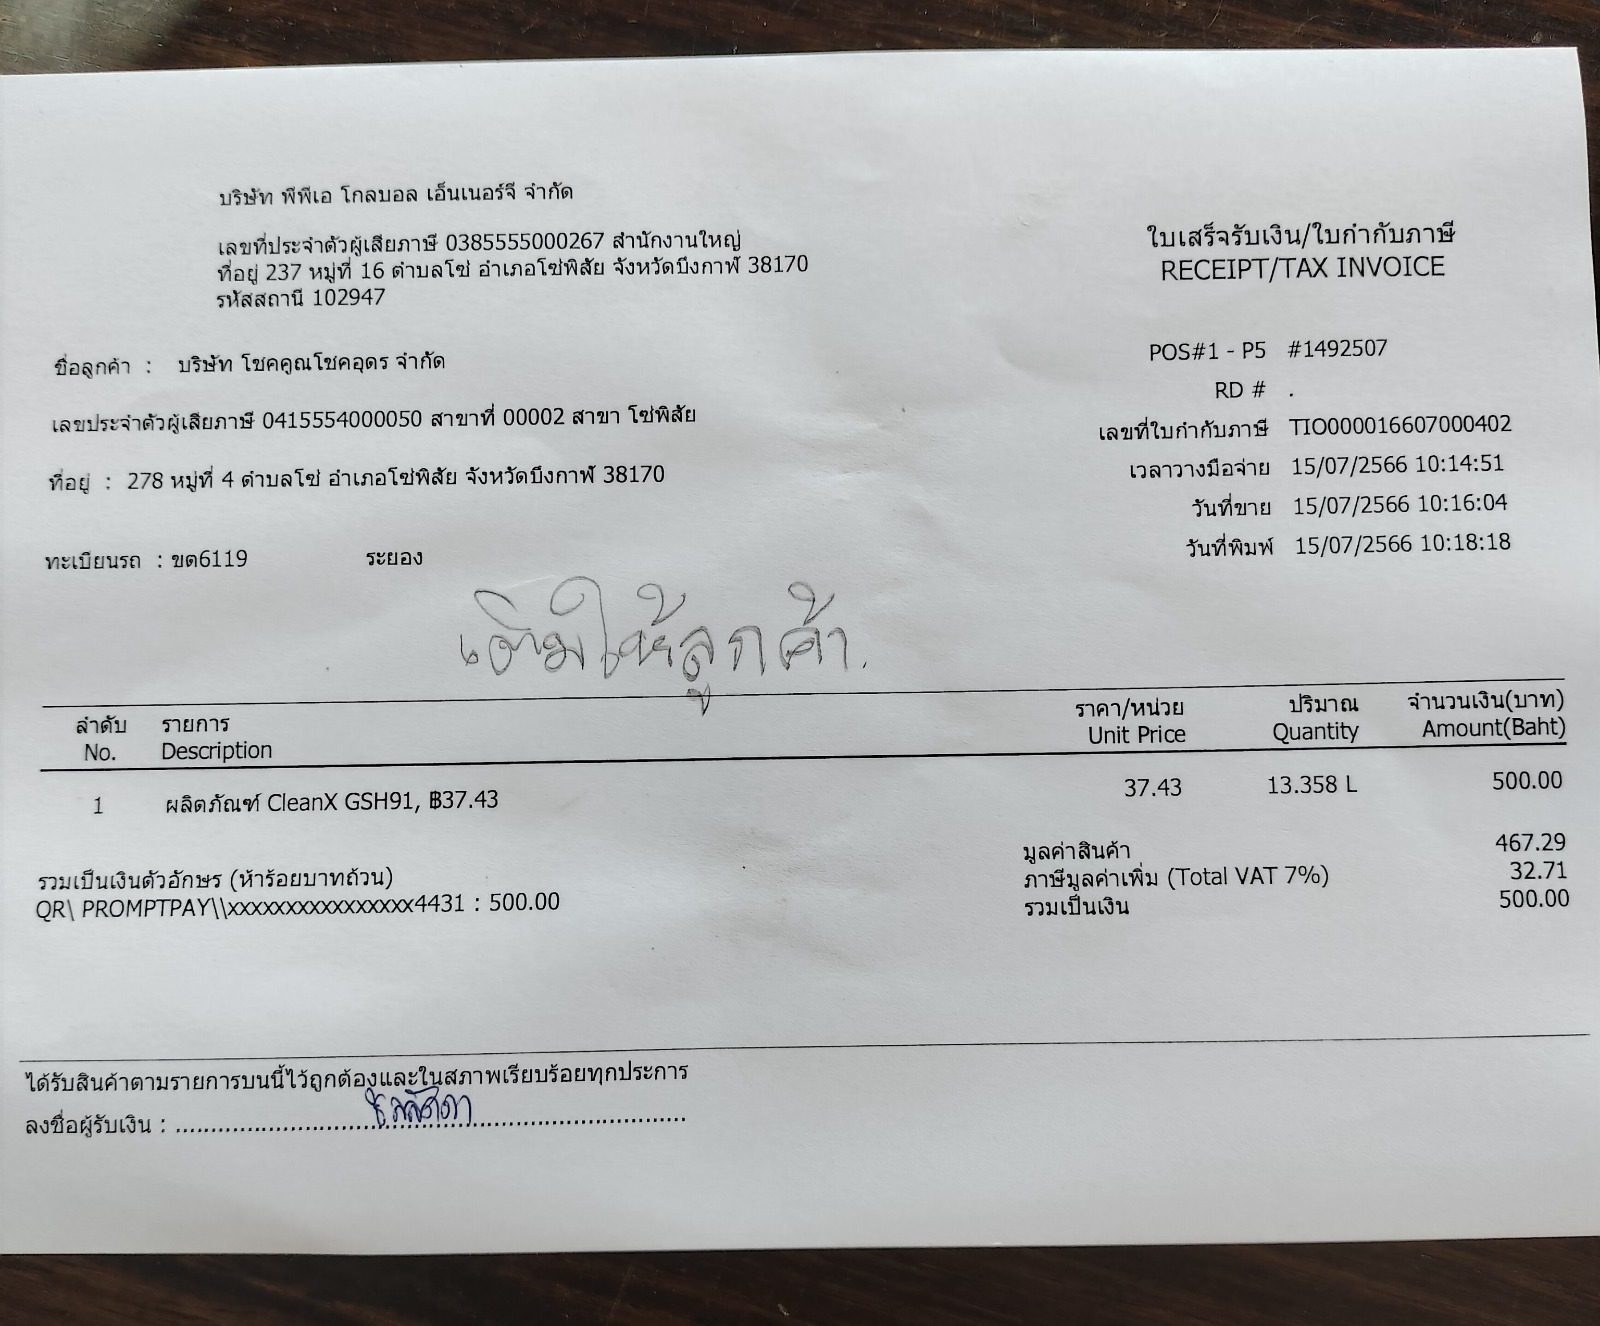 บริษัท พีพีเอ โกลบอล เอ็นเนอร์จี จำกัด
เลขที่ประจำตัวผู้เสียภาษี 0385555000267 สำนักงานใหญ่
ที่อยู่ 237 หมู่ที่ 16 ตำบลโซ่ อำเภอโซ่พิสัย จังหวัดบึงกาฬ 38170
รหัสสถานี 102947
ใบเสร็จรับเงิน/ใบกำกับภาษี
RECEIPT/TAX INVOICE
ชื่อลูกค้า : บริษัท โชคคูณโชคอุดร จำกัด
เลขประจำตัวผู้เสียภาษี 0415554000050 สาขาที่ 00002 สาขา โซ่พิสัย
ที่อยู่ : 278 หมู่ที่ 4 ตำบลโซ่ อำเภอโซ่พิสัย จังหวัดบึงกาฬ 38170
ทะเบียนรถ : ขต6119 ระยอง
POS#1 - P5 #1492507
RD # .
เลขที่ใบกำกับภาษี TIO000016607000402
เวลาวางมือจ่าย 15/07/2566 10:14:51
วันที่ขาย 15/07/2566 10:16:04
วันที่พิมพ์ 15/07/2566 10:18:18
เติมให้ลูกค้า.
ลำดับ รายการ ราคา/หน่วย ปริมาณ จำนวนเงิน(บาท)
No. Description Unit Price Quantity Amount(Baht)
1 ผลิตภัณฑ์ CleanX GSH91, ฿37.43 37.43 13.358 L 500.00
มูลค่าสินค้า 467.29
รวมเป็นเงินตัวอักษร (ห้าร้อยบาทถ้วน) ภาษีมูลค่าเพิ่ม (Total VAT 7%) 32.71
QR\ PROMPTPAY\\xxxxxxxxxxxxxxxx4431 : 500.00 รวมเป็นเงิน 500.00
ได้รับสินค้าตามรายการบนนี้ไว้ถูกต้องและในสภาพเรียบร้อยทุกประการ
ลงชื่อผู้รับเงิน :